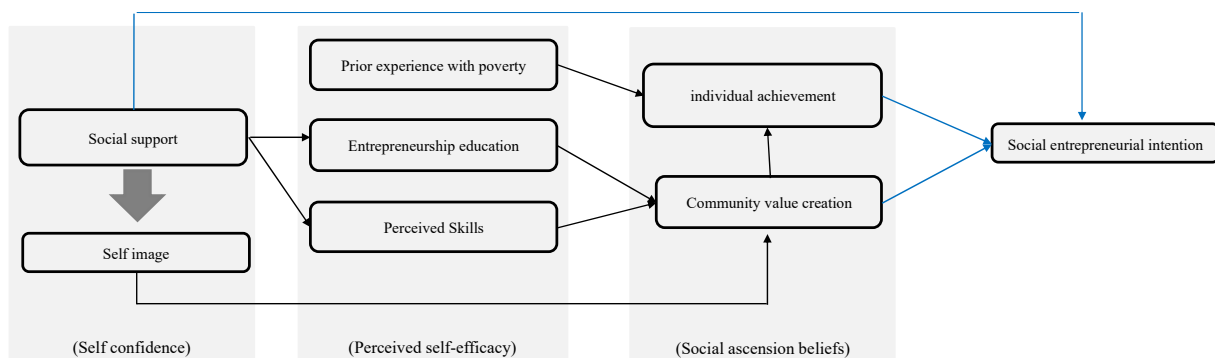 Prior experience with poverty
individual achievement
Social support
Entrepreneurship education
Social entrepreneurial intention
Perceived Skills
Community value creation
Self image
(Self confidence)
(Perceived self-efficacy)
(Social ascension beliefs)